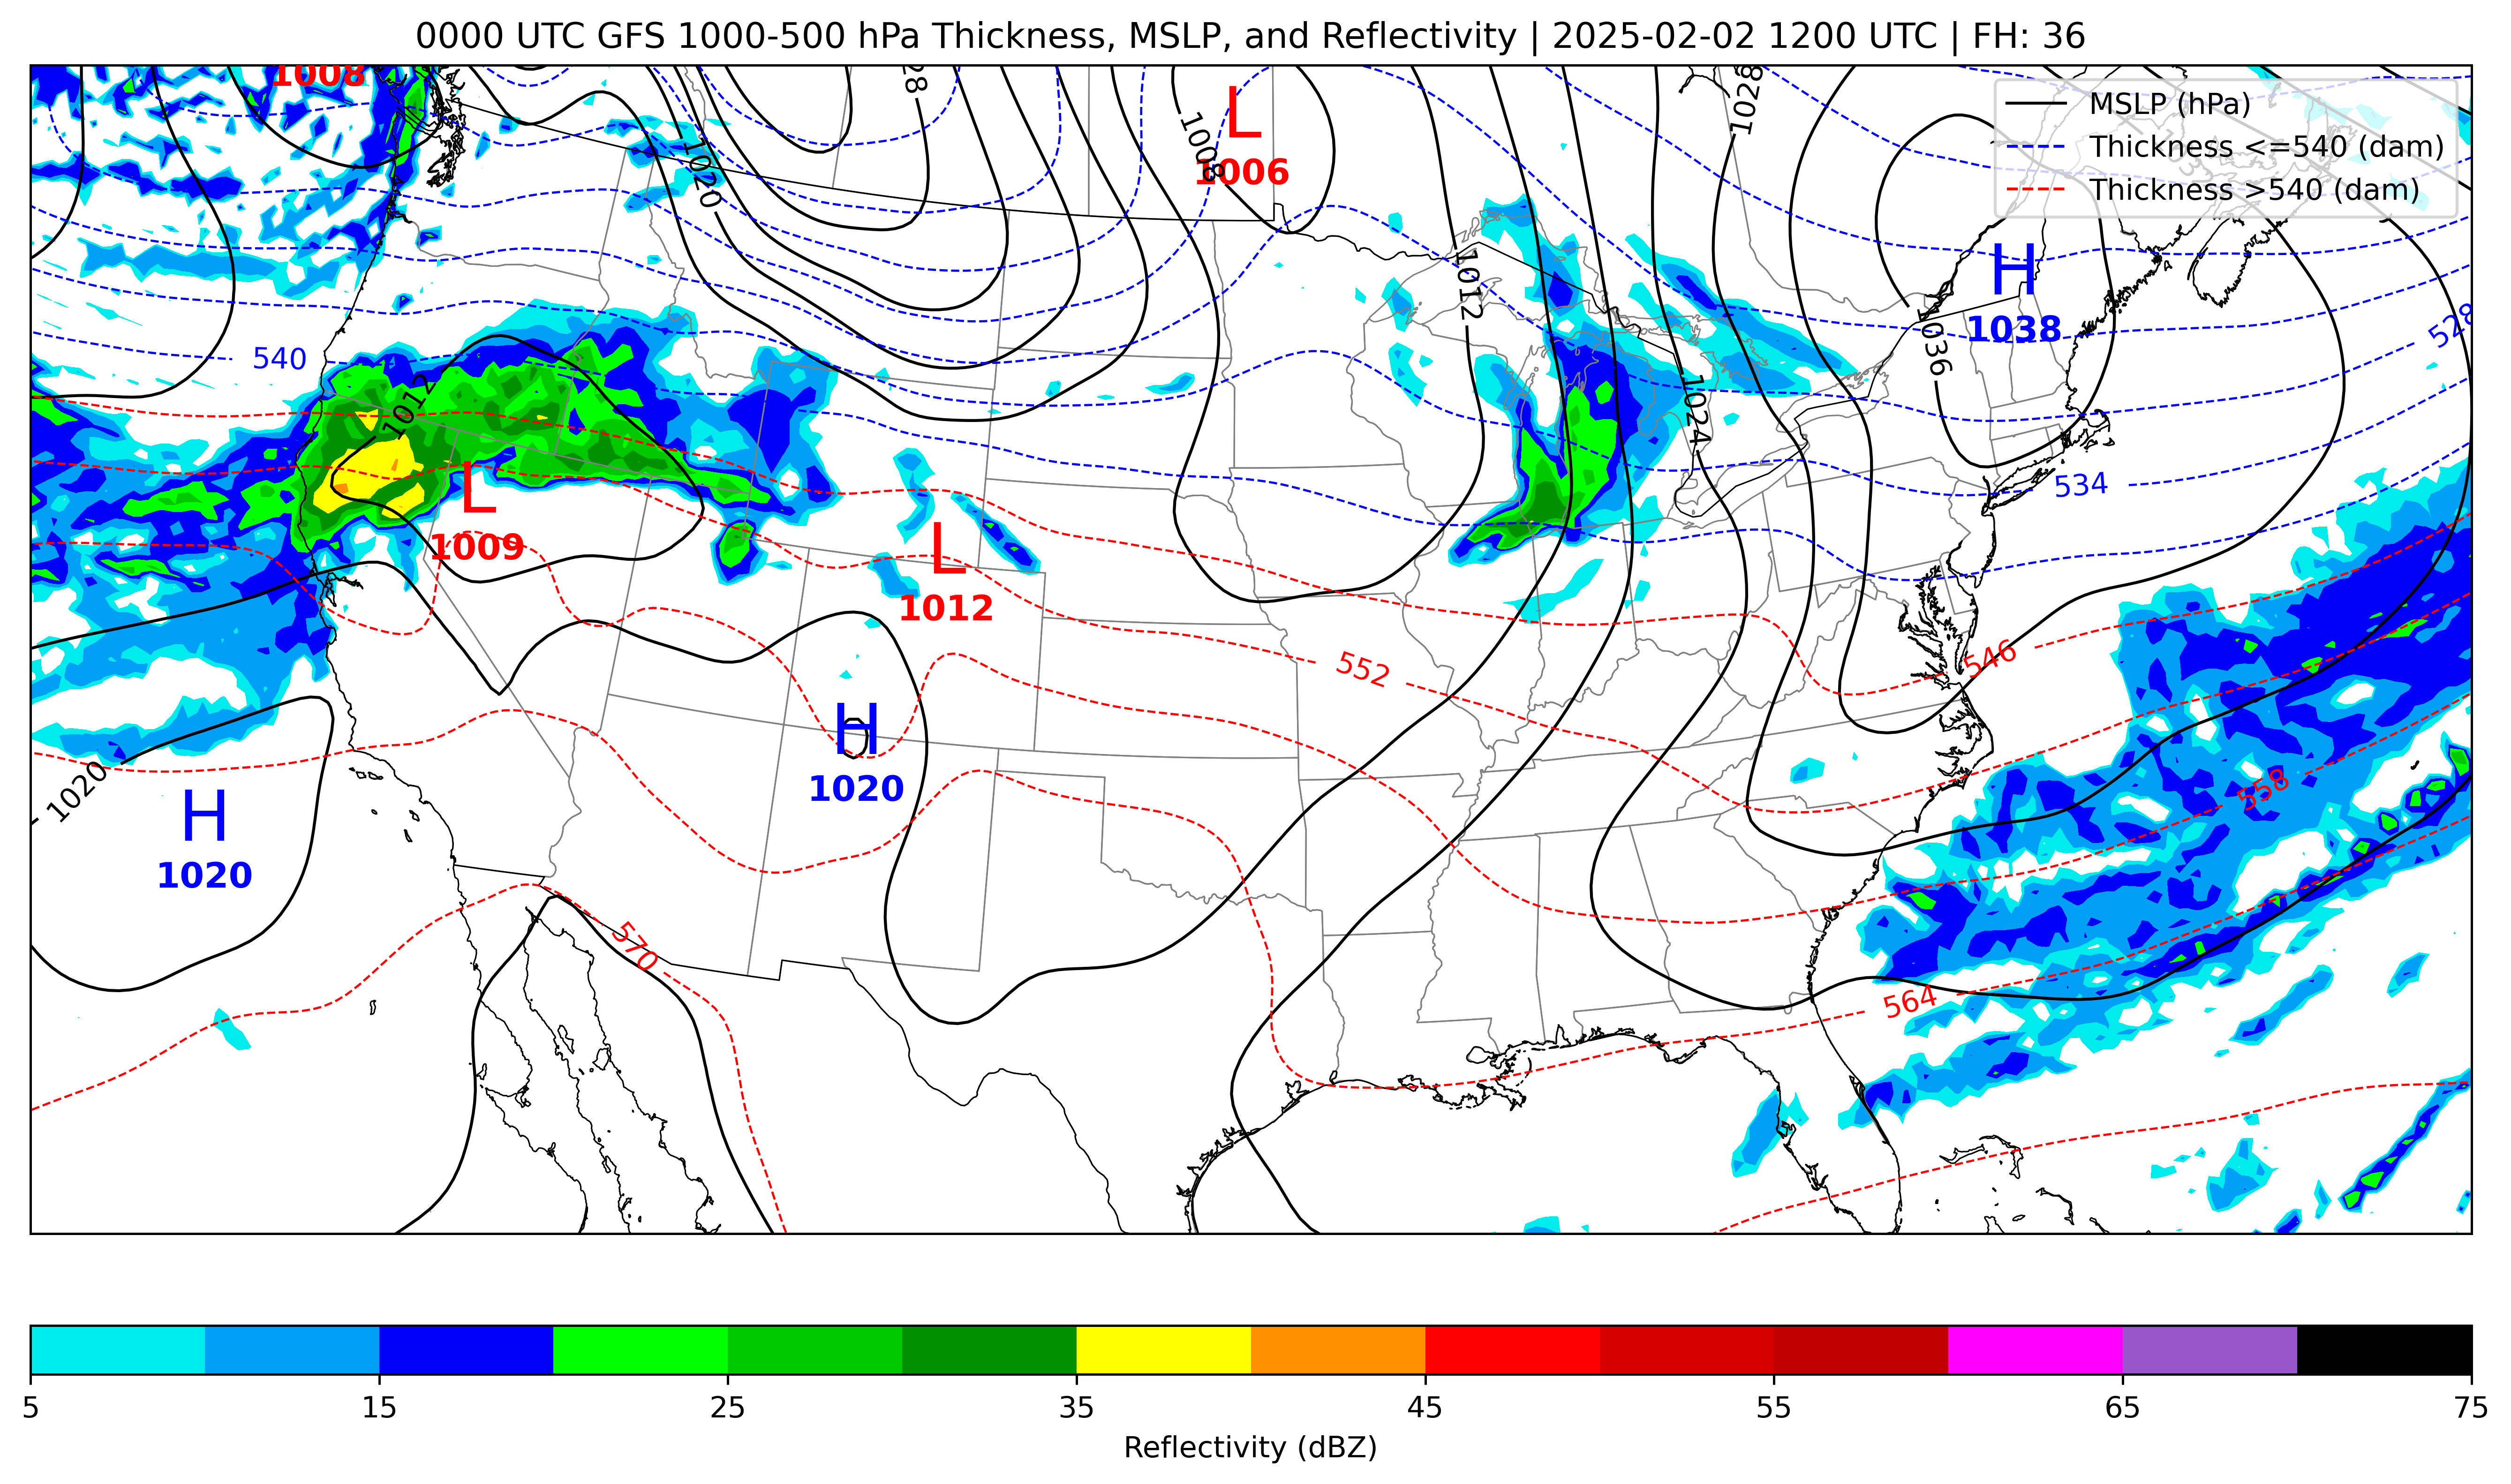 0000 UTC GFS 1000-500 hPa Thickness, MSLP, and Reflectivity | 2025-02-02 1200 UTC | FH: 36
1008
28
1028
L
1006
1008
MSLP (hPa)
Thickness <=540 (dam)
Thickness >540 (dam)
1020
1012
H
1038
1036
528
540
1012
1024
L
1009
534
L
1012
552
546
H
1020
1020
558
H
1020
570
564
5 15 25 35 45 55 65 75
Reflectivity (dBZ)